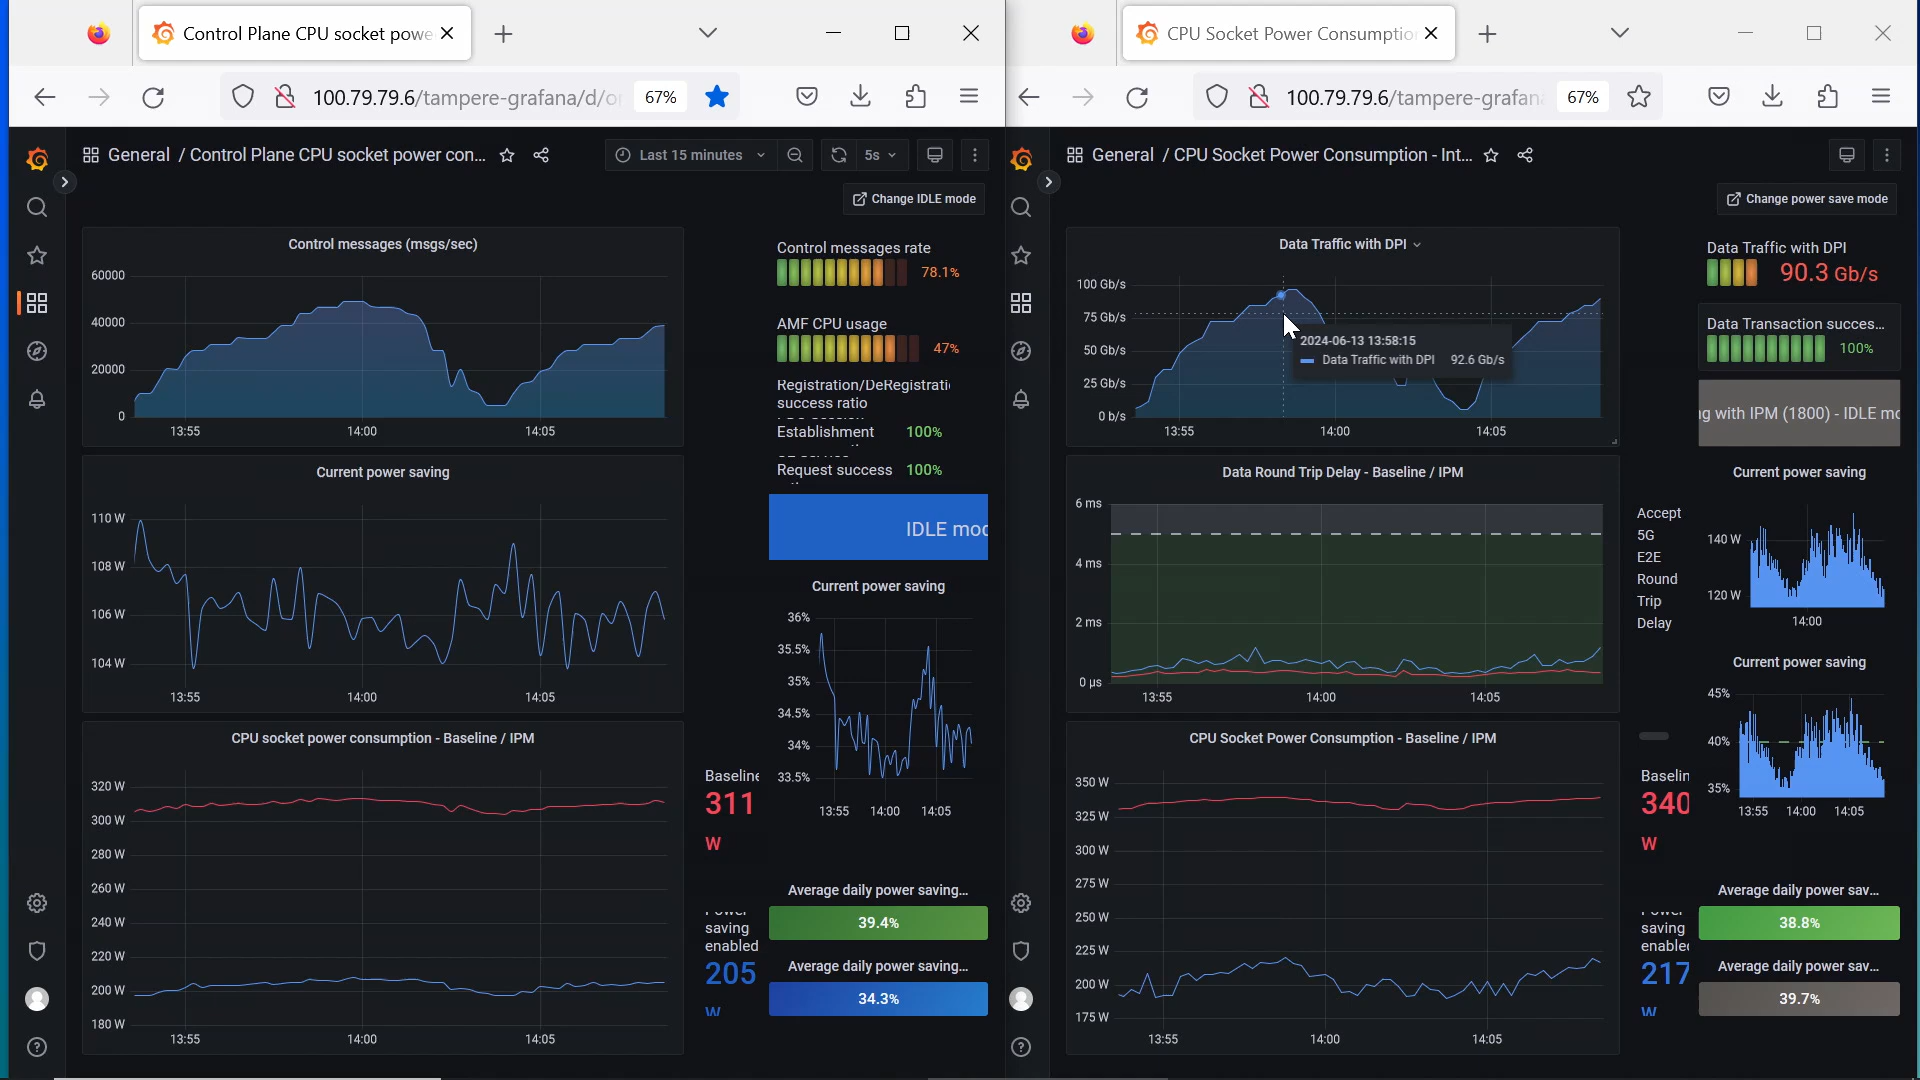 Control Plane CPU socket powe
100.79.79.6/tampere-grafana/d/o
67%
General / Control Plane CPU socket power con...
Last 15 minutes
5s
Change IDLE mode
Control messages (msgs/sec)
60000
40000
20000
0
13:55
14:00
14:05
Control messages rate
78.1%
AMF CPU usage
47%
Registration/DeRegistrati
success ratio
Establishment
100%
Request success
100%
IDLE mod
Current power saving
110 W
108 W
106 W
104 W
13:55
14:00
14:05
Current power saving
36%
35.5%
35%
34.5%
34%
33.5%
13:55
14:00
14:05
CPU socket power consumption - Baseline / IPM
320 W
300 W
280 W
260 W
240 W
220 W
200 W
180 W
13:55
14:00
14:05
Baseline
311
W
saving
enabled
205
W
Average daily power saving...
39.4%
Average daily power saving...
34.3%
CPU Socket Power Consumptio
100.79.79.6/tampere-grafan
67%
General / CPU Socket Power Consumption - Int...
Change power save mode
Data Traffic with DPI
100 Gb/s
75 Gb/s
50 Gb/s
25 Gb/s
0 b/s
13:55
14:00
14:05
2024-06-13 13:58:15
Data Traffic with DPI 92.6 Gb/s
Data Traffic with DPI
90.3 Gb/s
Data Transaction succes...
100%
g with IPM (1800) - IDLE mo
Data Round Trip Delay - Baseline / IPM
6 ms
4 ms
2 ms
0 µs
13:55
14:00
14:05
Accept
5G
E2E
Round
Trip
Delay
Current power saving
140 W
120 W
14:00
Current power saving
45%
40%
35%
13:55
14:00
14:05
CPU Socket Power Consumption - Baseline / IPM
350 W
325 W
300 W
275 W
250 W
225 W
200 W
175 W
13:55
14:00
14:05
Baselin
340
W
saving
enable
217
W
Average daily power sav...
38.8%
Average daily power sav...
39.7%